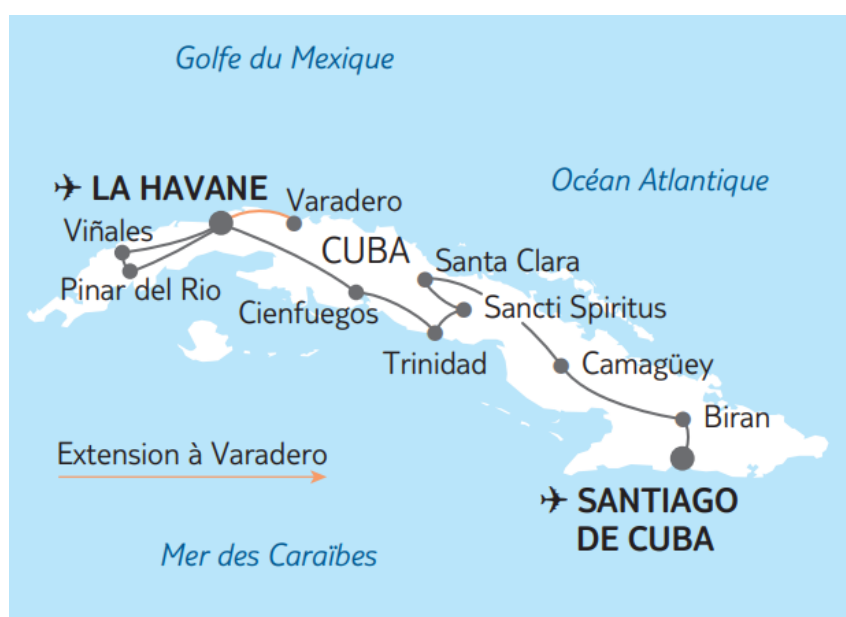 Golfe du Mexique
Océan Atlantique
LA HAVANE
Varadero
Viñales
CUBA
Santa Clara
Pinar del Rio
Cienfuegos
Sancti Spiritus
Trinidad
Camagüey
Biran
Extension à Varadero
SANTIAGO
DE CUBA
Mer des Caraïbes